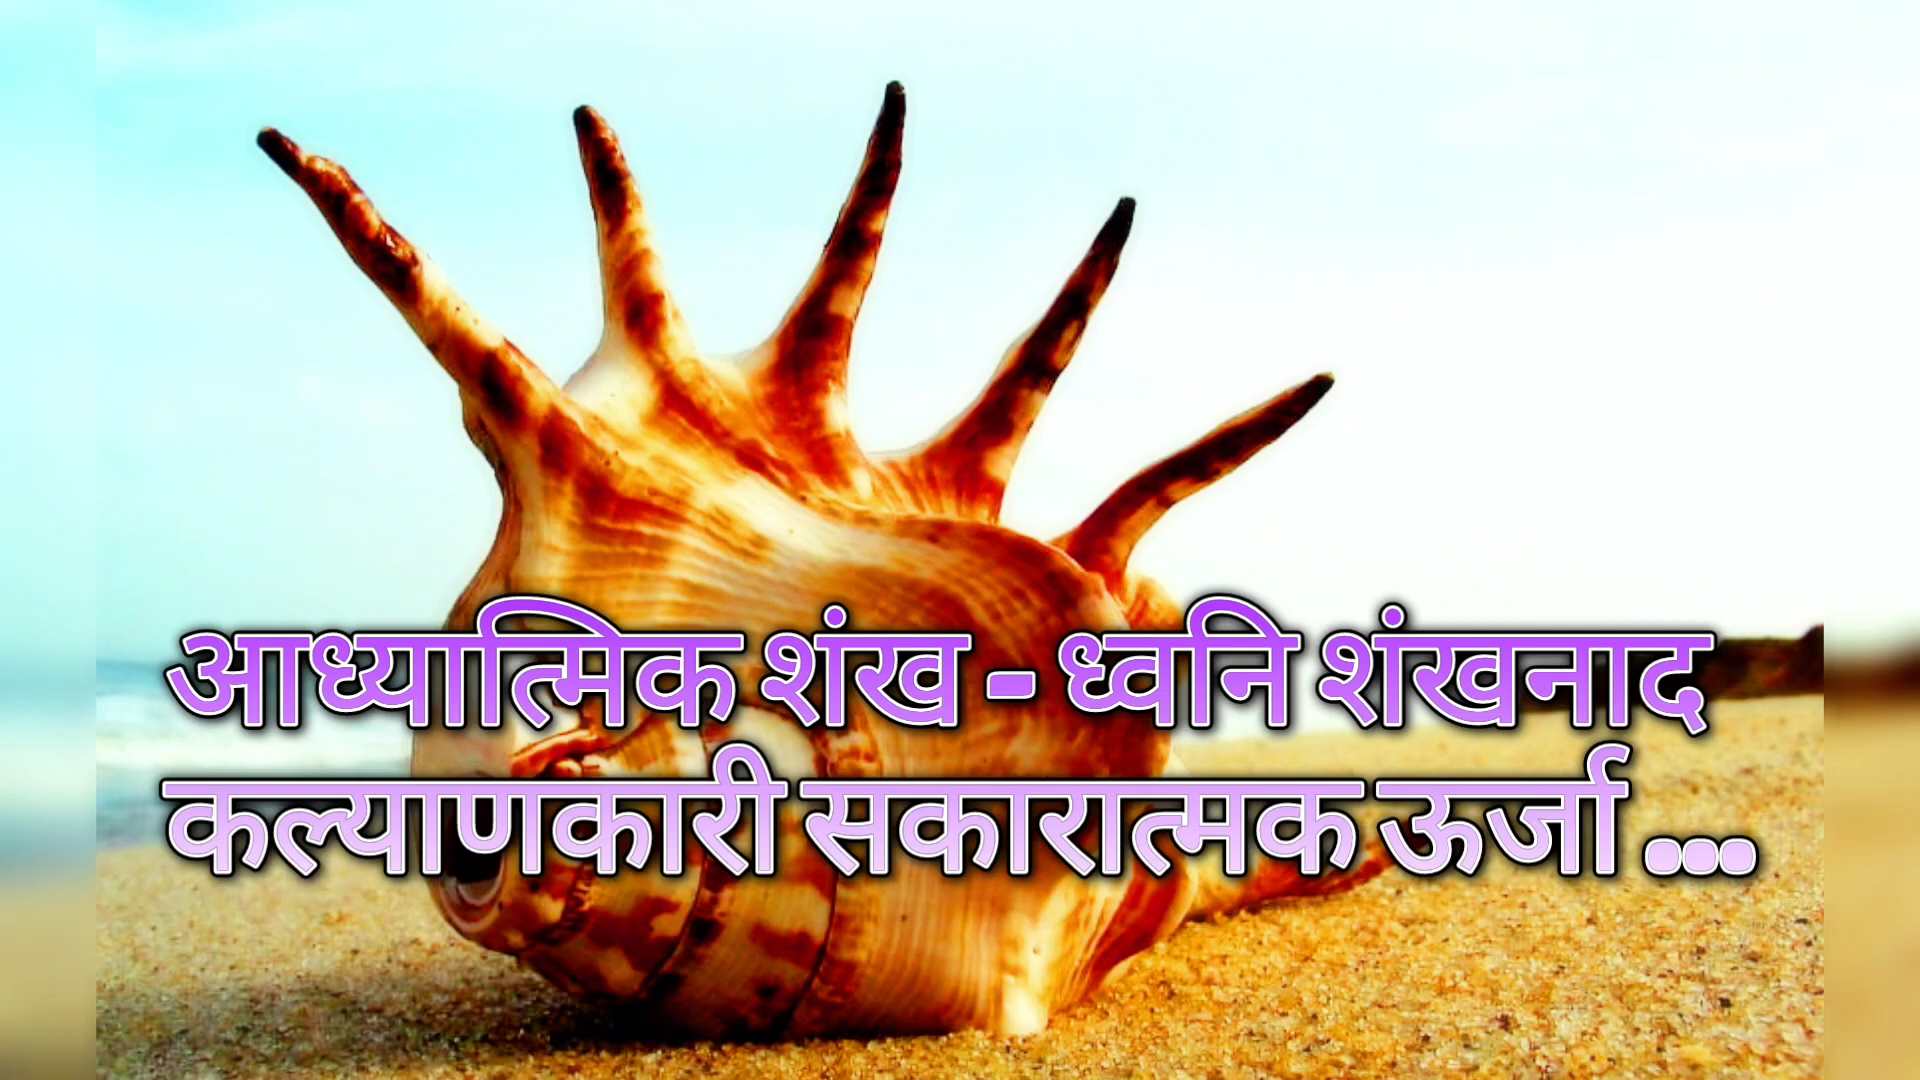 आध्यात्मिक शंख - ध्वनि शंखनाद
कल्याणकारी सकारात्मक ऊर्जा ...